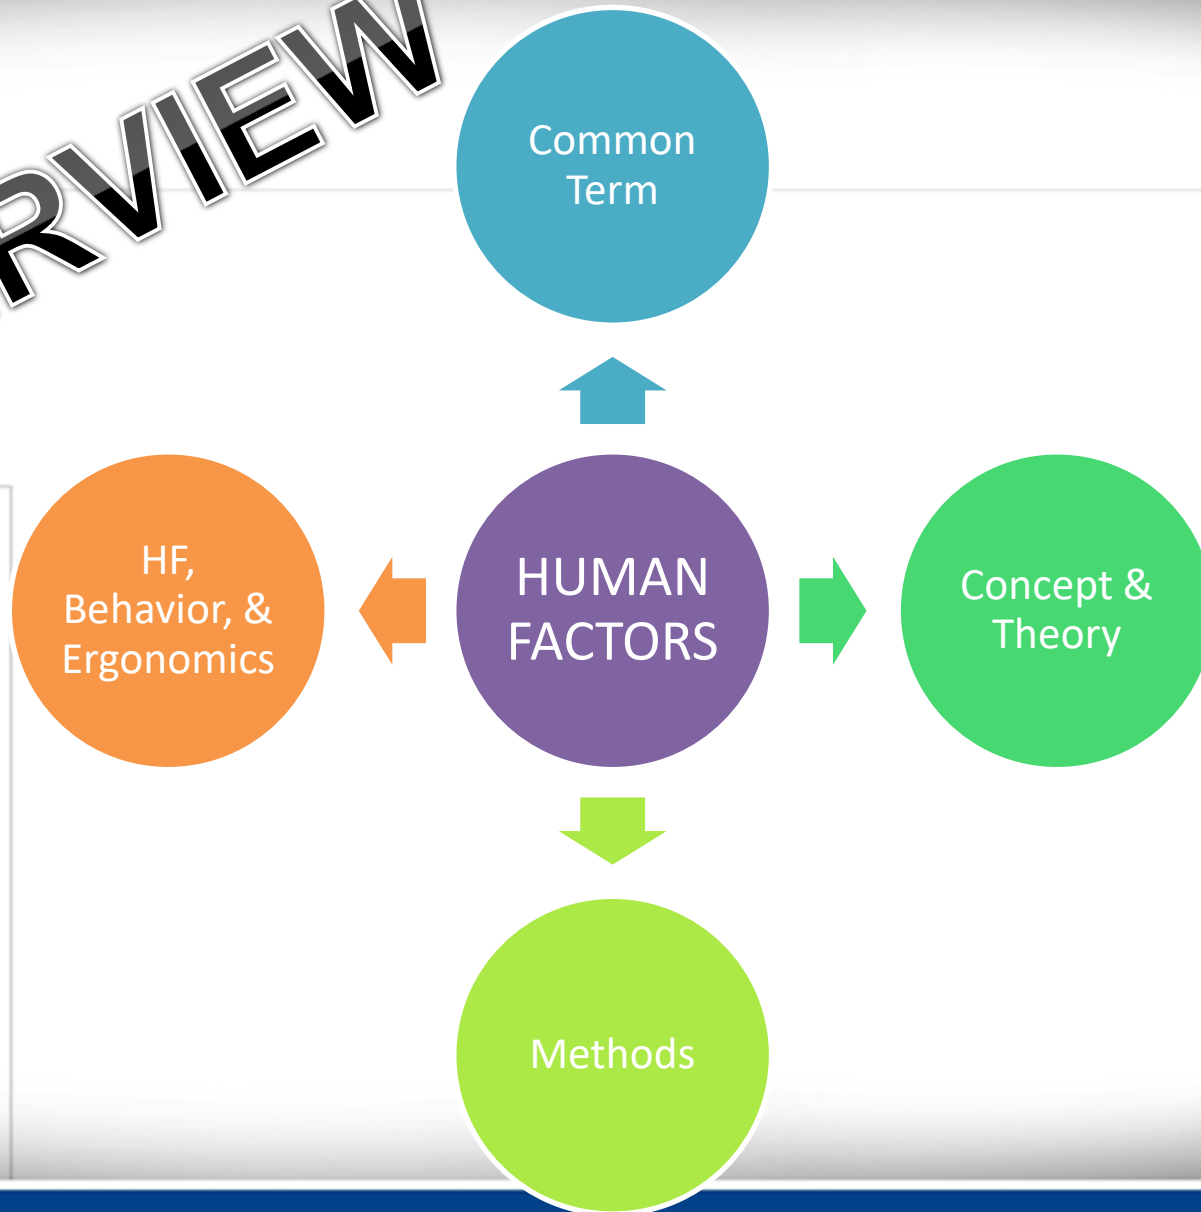 RVIEW
Common
Term
HF,
Behavior, &
Ergonomics
HUMAN
FACTORS
Concept &
Theory
Methods